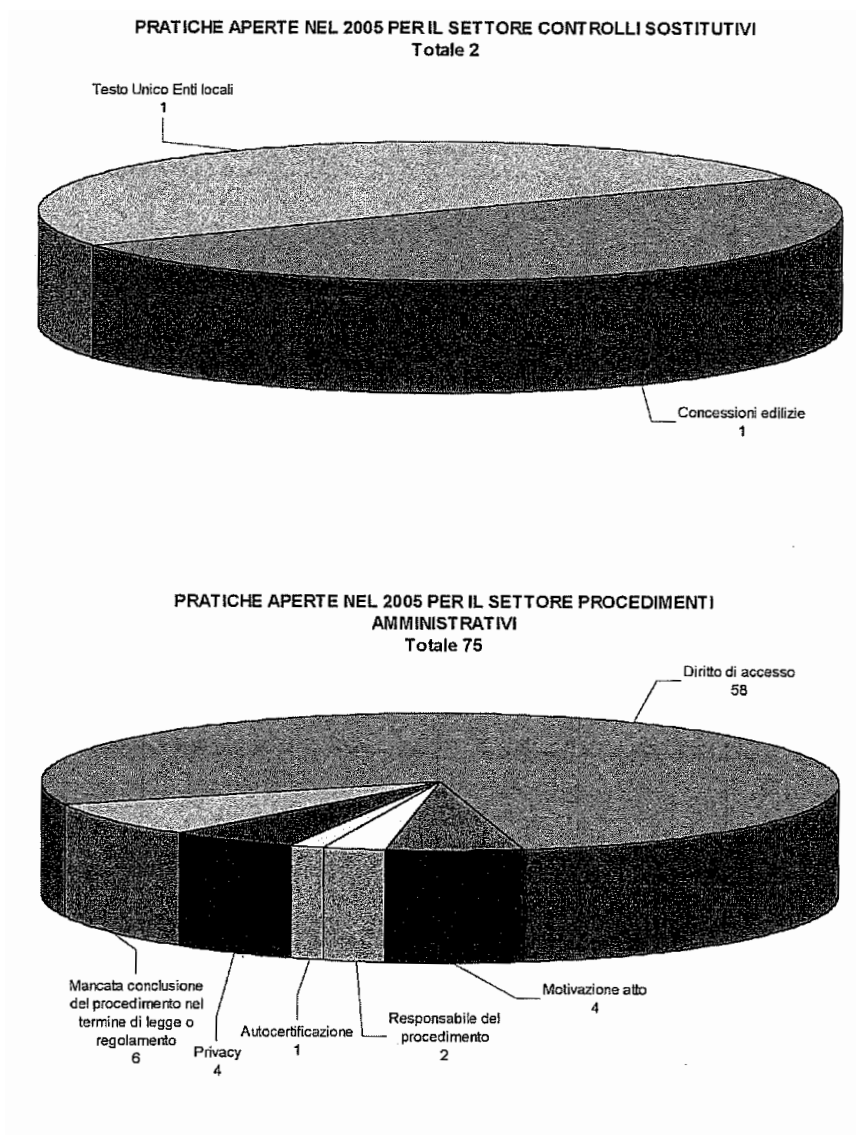 PRATICHE APERTE NEL 2005 PER IL SETTORE CONTROLLI SOSTITUTIVI
Totale 2
Testo Unico Enti locali
1
Concessioni edilizie
1
PRATICHE APERTE NEL 2005 PER IL SETTORE PROCEDIMENTI
AMMINISTRATIVI
Totale 75
Diritto di accesso
58
Mancata conclusione
del procedimento nel
termine di legge o
regolamento
6
Privacy
4
Autocertificazione
1
Responsabile del
procedimento
2
Motivazione atto
4